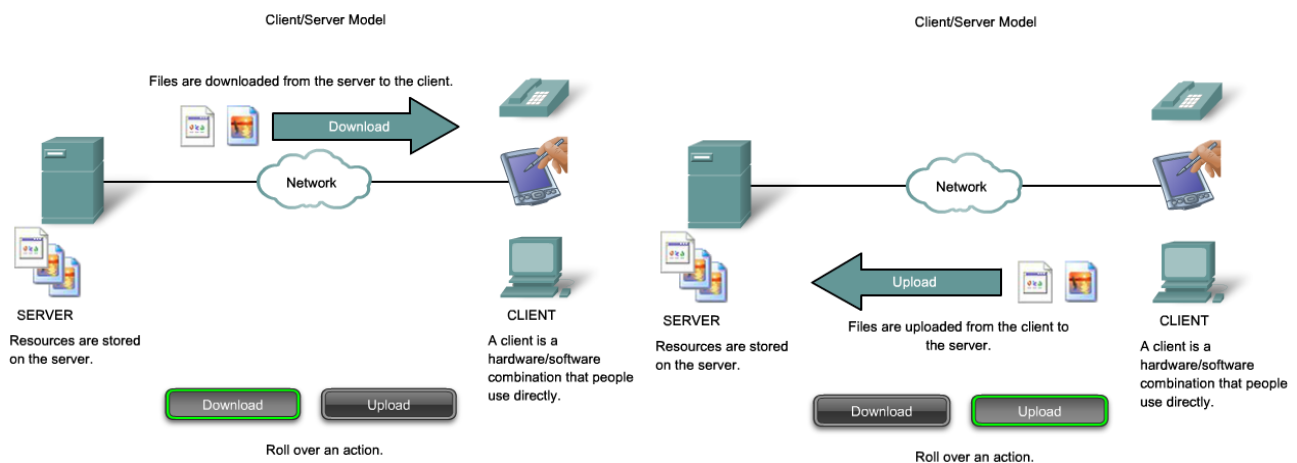 Client/Server Model
Files are downloaded from the server to the client.
Download
Network
SERVER
Resources are stored
on the server.
CLIENT
A client is a
hardware/software
combination that people
use directly.
Download
Upload
Roll over an action.
Client/Server Model
Network
Upload
SERVER
Resources are stored
on the server.
Files are uploaded from the client to
the server.
CLIENT
A client is a
hardware/software
combination that people
use directly.
Download
Upload
Roll over an action.